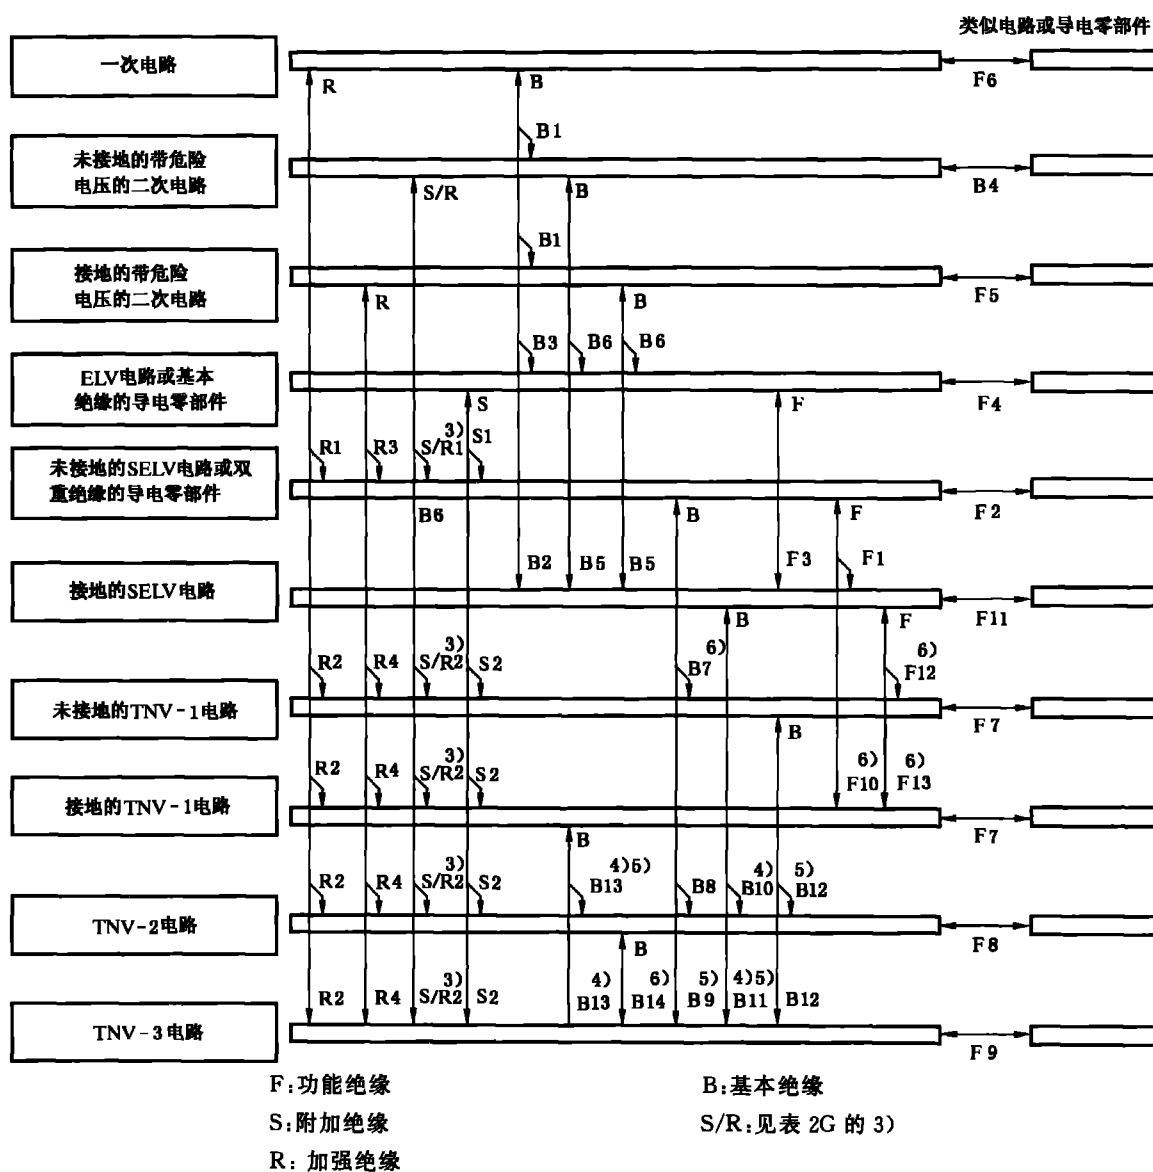 类似电路或导电零部件
一次电路
R
B
F6
B1
未接地的带危险
电压的二次电路
S/R
B
B4
B1
接地的带危险
电压的二次电路
R
B
F5
B3
B6
B6
ELV电路或基本
绝缘的导电零部件
S
F
F4
R1
R3
3)
S/R1
S1
未接地的SELV电路或双
重绝缘的导电零部件
B6
B
F
F2
B2
B5
B5
F3
F1
接地的SELV电路
B
F
F11
R2
R4
3)
S/R2
S2
6)
B7
6)
F12
未接地的TNV-1电路
B
F7
R2
R4
3)
S/R2
S2
6)
F10
6)
F13
接地的TNV-1电路
B
F7
R2
R4
3)
S/R2
S2
4)5)
B13
B8
4)
B10
5)
B12
TNV-2电路
B
F8
R2
R4
3)
S/R2
S2
4)
B13
6)
B14
5)
B9
4)5)
B11
B12
TNV-3电路
F9
F:功能绝缘
B:基本绝缘
S:附加绝缘
S/R:见表 2G 的 3)
R: 加强绝缘